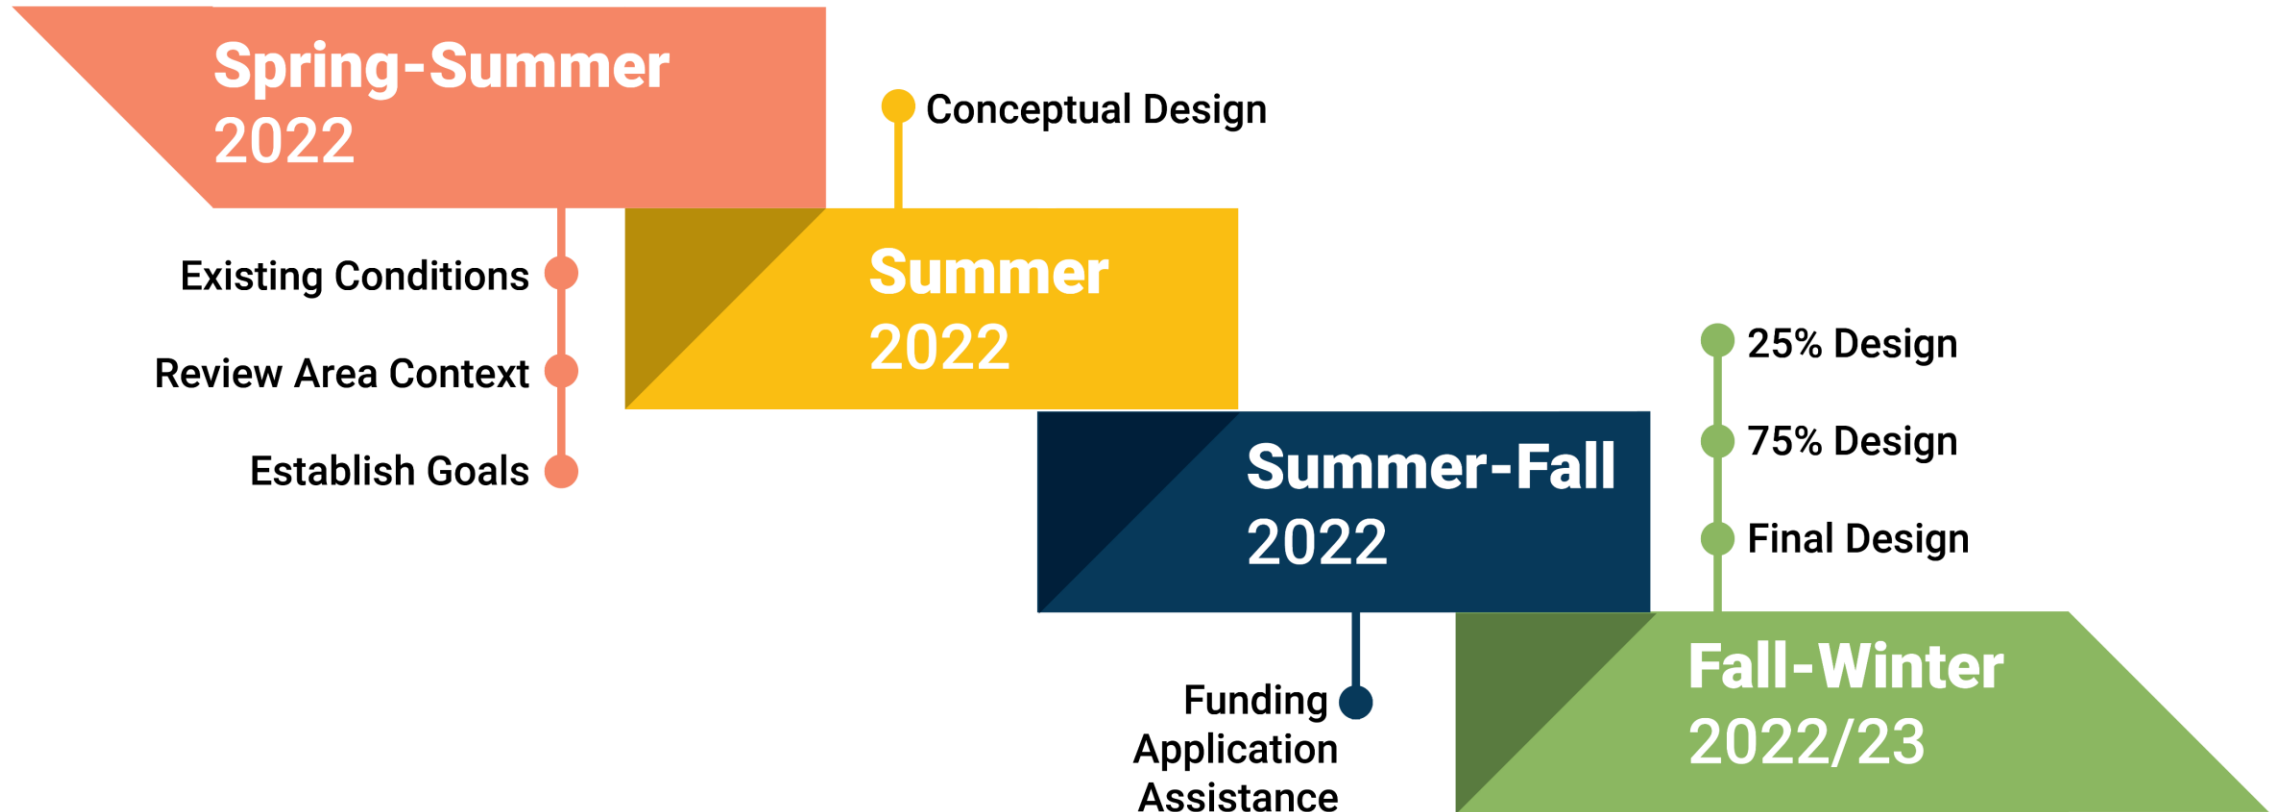 Spring-Summer
2022
Existing Conditions
Review Area Context
Establish Goals
Conceptual Design
Summer
2022
Summer-Fall
2022
Funding
Application
Assistance
25% Design
75% Design
Final Design
Fall-Winter
2022/23